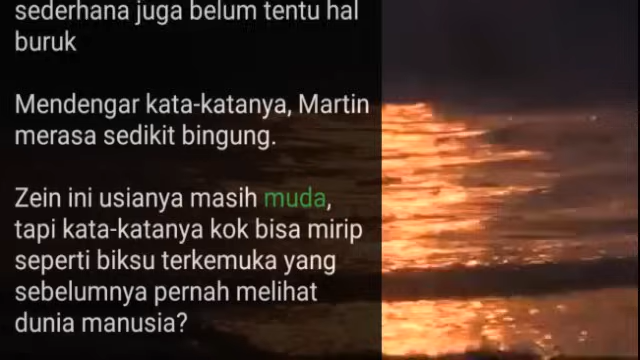 sederhana juga belum tentu hal
buruk
Mendengar kata-katanya, Martin
merasa sedikit bingung.
Zein ini usianya masih muda,
tapi kata-katanya kok bisa mirip
seperti biksu terkemuka yang
sebelumnya pernah melihat
dunia manusia?